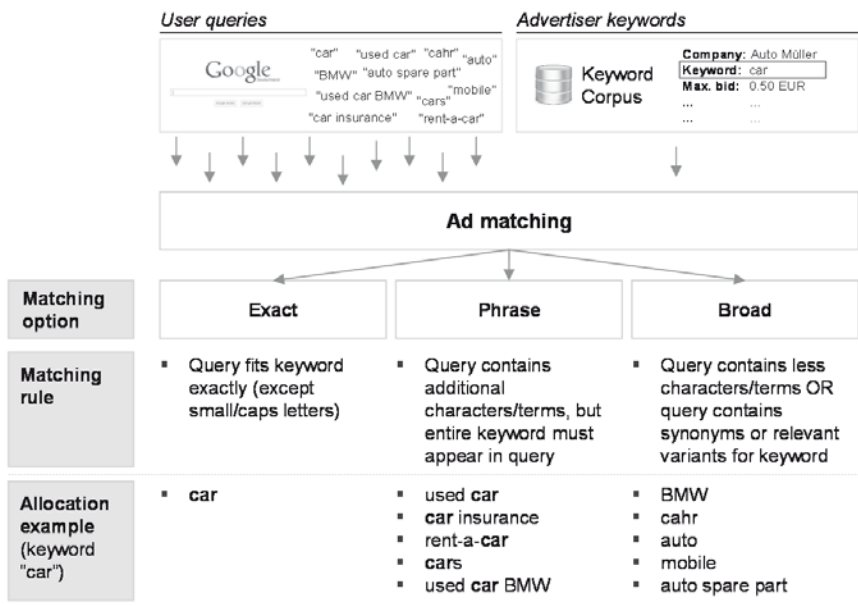 User queries
Advertiser keywords
Google
"car" "used car" "cahr" "auto"
"BMW" "auto spare part"
"used car BMW" "cars" "mobile"
"car insurance" "rent-a-car"
Keyword
Corpus
Company: Auto Müller
Keyword: car
Max. bid: 0.50 EUR
... ...
... ...
Ad matching
Matching
option
Exact
Phrase
Broad
Matching
rule
▪ Query fits keyword
exactly (except
small/caps letters)
▪ Query contains
additional
characters/terms, but
entire keyword must
appear in query
▪ Query contains less
characters/terms OR
query contains
synonyms or relevant
variants for keyword
Allocation
example
(keyword
"car")
▪ car
▪ used car
▪ car insurance
▪ rent-a-car
▪ cars
▪ used car BMW
▪ BMW
▪ cahr
▪ auto
▪ mobile
▪ auto spare part